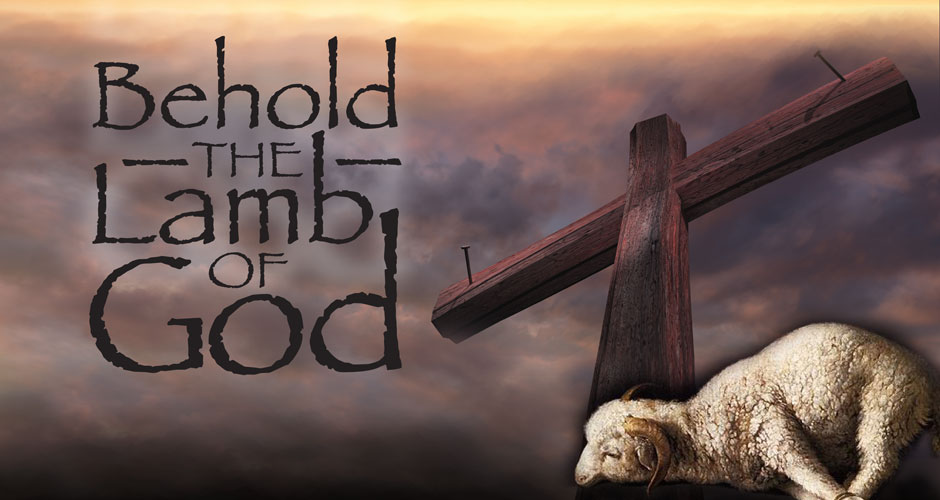 Behold
THE
Lamb
OF
God